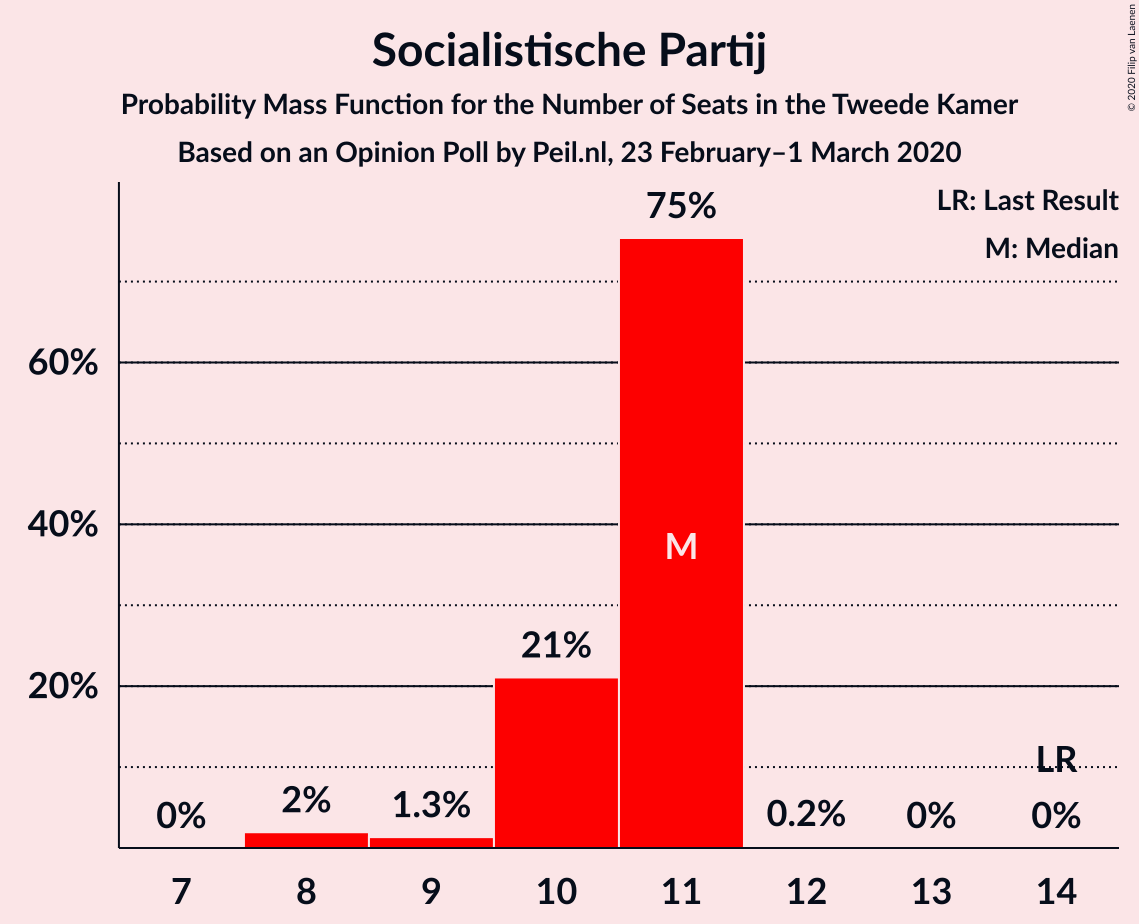 Socialistische Partij
Probability Mass Function for the Number of Seats in the Tweede Kamer
Based on an Opinion Poll by Peil.nl, 23 February–1 March 2020
© 2020 Filip van Laenen
LR: Last Result
M: Median
75%
60%
40%
M
21%
20%
LR
0%
2%
1.3%
0.2%
0%
0%
7
8
9
10
11
12
13
14